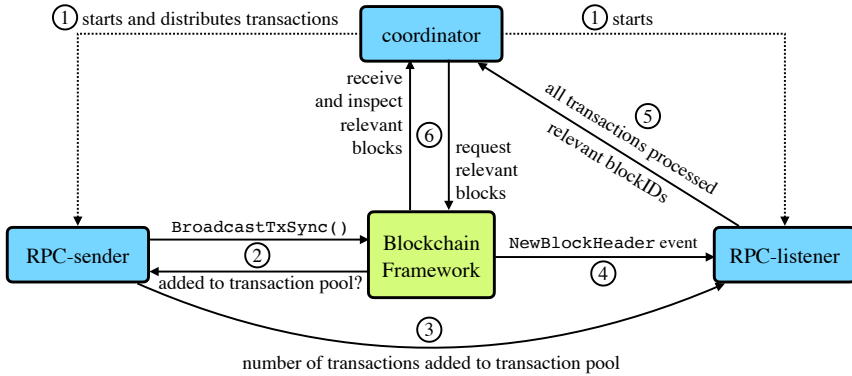 1 starts and distributes transactions
1 starts
coordinator
receive
and inspect
relevant
blocks
6
request
relevant
blocks
5
all transactions processed
relevant blockIDs
RPC-sender
BroadcastTxSync()
2
added to transaction pool?
Blockchain
Framework
NewBlockHeader event
4
RPC-listener
3
number of transactions added to transaction pool